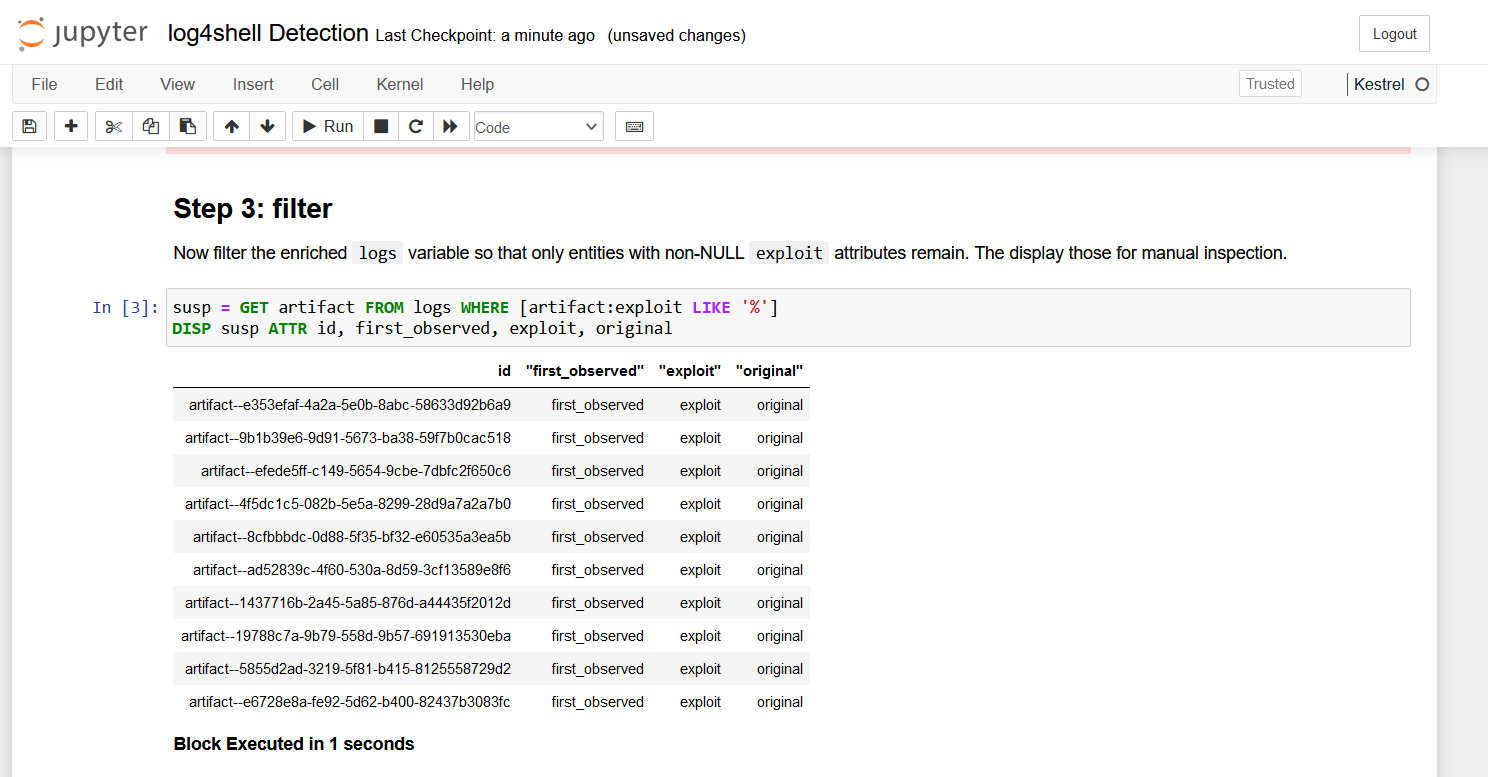 jupyter log4shell Detection Last Checkpoint: a minute ago (unsaved changes) Logout
File Edit View Insert Cell Kernel Help Trusted Kestrel
Run Code
Step 3: filter
Now filter the enriched logs variable so that only entities with non-NULL exploit attributes remain. The display those for manual inspection.
In [3]: susp = GET artifact FROM logs WHERE [artifact:exploit LIKE '%']
DISP susp ATTR id, first_observed, exploit, original
id "first_observed" "exploit" "original"
artifact--e353efaf-4a2a-5e0b-8abc-58633d92b6a9 first_observed exploit original
artifact--9b1b39e6-9d91-5673-ba38-59f7b0cac518 first_observed exploit original
artifact--efede5ff-c149-5654-9cbe-7dbfc2f650c6 first_observed exploit original
artifact--4f5dc1c5-082b-5e5a-8299-28d9a7a2a7b0 first_observed exploit original
artifact--8cfbbbdc-0d88-5f35-bf32-e60535a3ea5b first_observed exploit original
artifact--ad52839c-4f60-530a-8d59-3cf13589e8f6 first_observed exploit original
artifact--1437716b-2a45-5a85-876d-a44435f2012d first_observed exploit original
artifact--19788c7a-9b79-558d-9b57-691913530eba first_observed exploit original
artifact--5855d2ad-3219-5f81-b415-8125558729d2 first_observed exploit original
artifact--e6728e8a-fe92-5d62-b400-82437b3083fc first_observed exploit original
Block Executed in 1 seconds